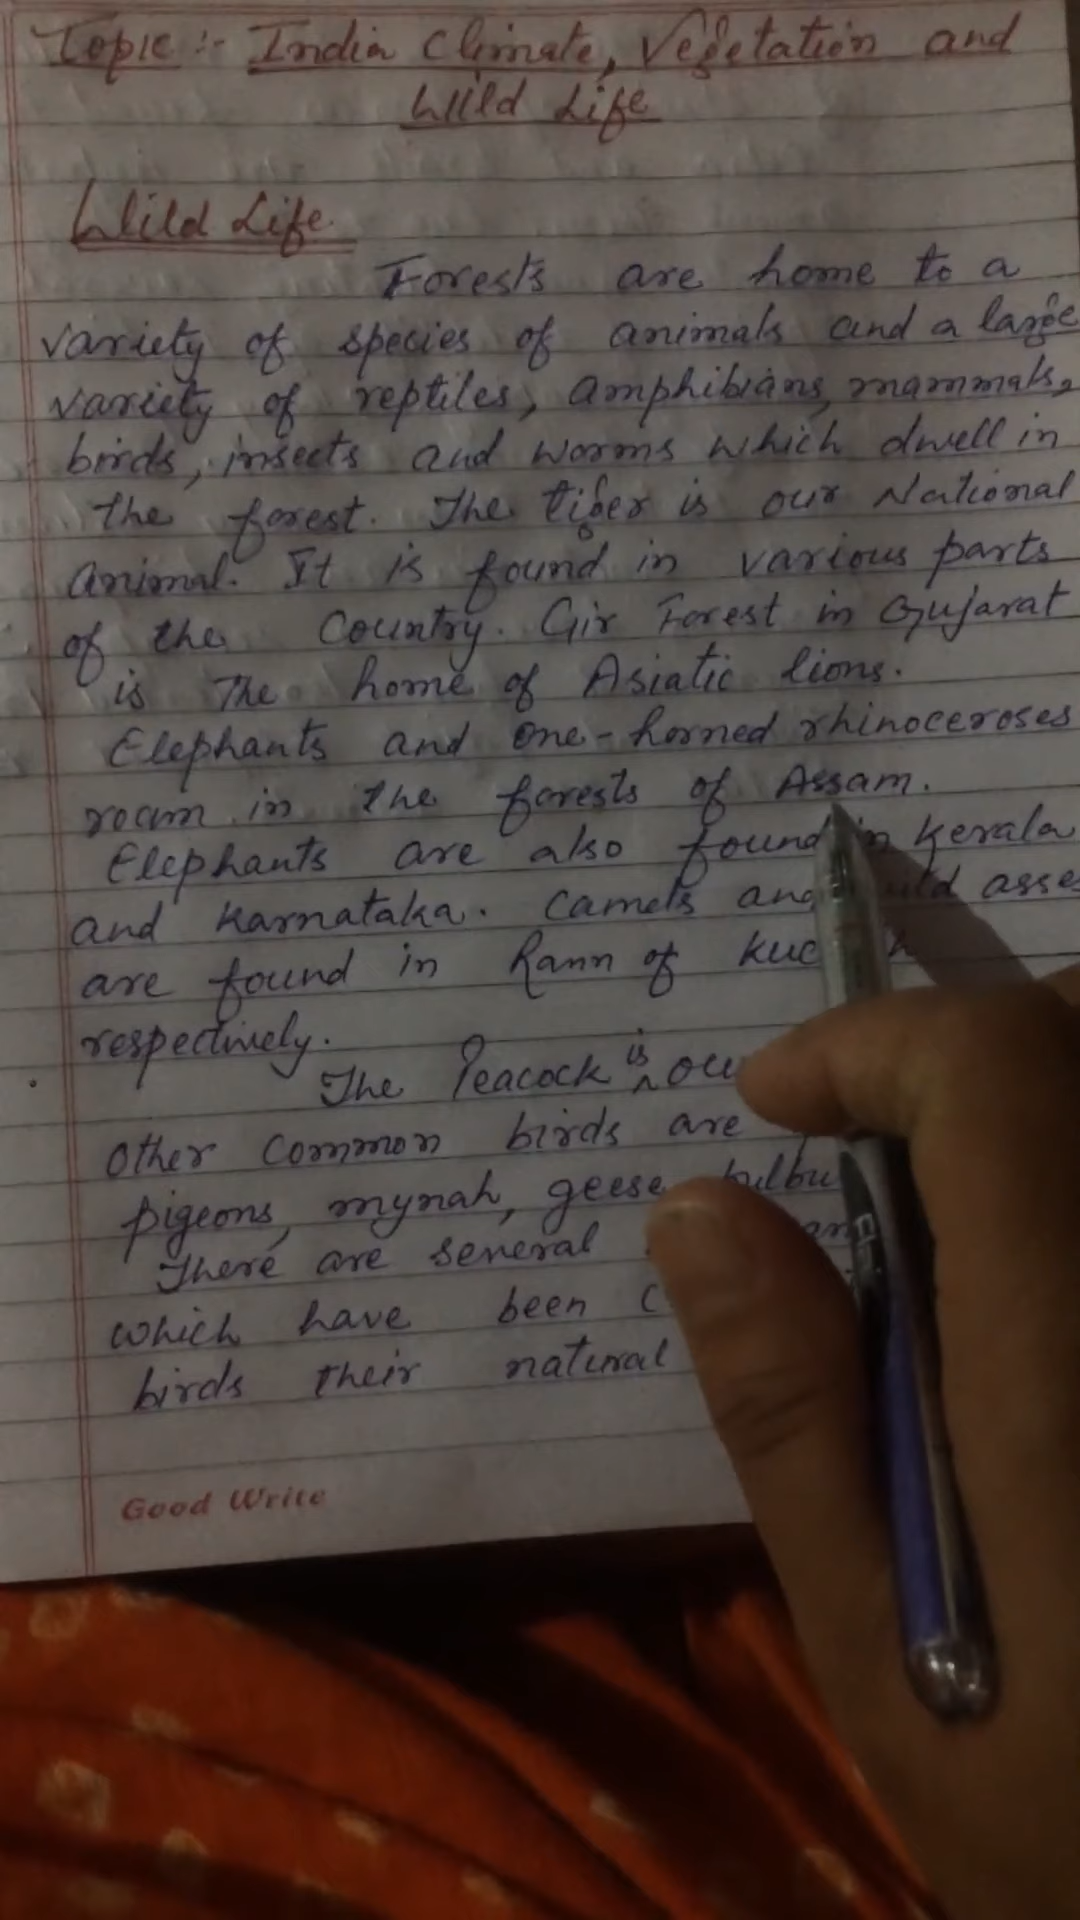 Topic :- India Climate, Vegetation and
Wild Life
Wild Life
Forests are home to a
variety of species of animals and a large
variety of reptiles, amphibians, mammals,
birds, insects and worms which dwell in
the forest. The tiger is our National
animal. It is found in various parts
of the Country. Gir Forest in Gujarat
is The home of Asiatic lions.
Elephants and one-horned rhinoceroses
roam in the forests of Assam.
Elephants are also found in Kerala
and Karnataka. Camels and asses
are found in Rann of
respectively.
The Peacock is
Other Common birds are
pigeons, mynah, geese,
There are several
which have been
birds their natural
Good Write